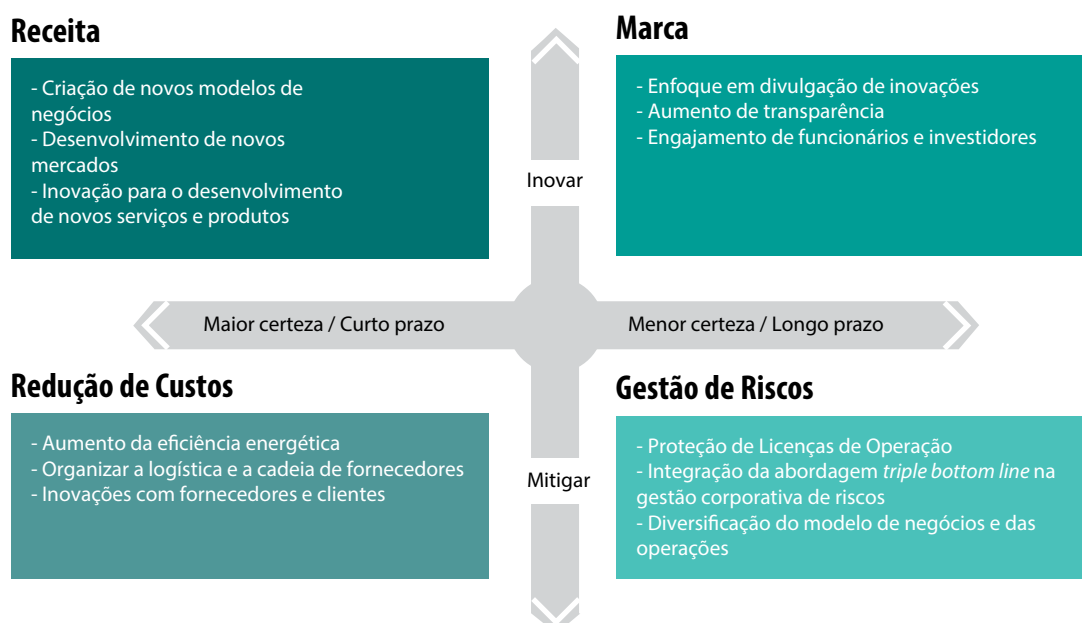 Receita
- Criação de novos modelos de
negócios
- Desenvolvimento de novos
mercados
- Inovação para o desenvolvimento
de novos serviços e produtos
Marca
- Enfoque em divulgação de inovações
- Aumento de transparência
- Engajamento de funcionários e investidores
Inovar
Maior certeza / Curto prazo
Menor certeza / Longo prazo
Redução de Custos
- Aumento da eficiência energética
- Organizar a logística e a cadeia de fornecedores
- Inovações com fornecedores e clientes
Mitigar
Gestão de Riscos
- Proteção de Licenças de Operação
- Integração da abordagem triple bottom line na
gestão corporativa de riscos
- Diversificação do modelo de negócios e das
operações